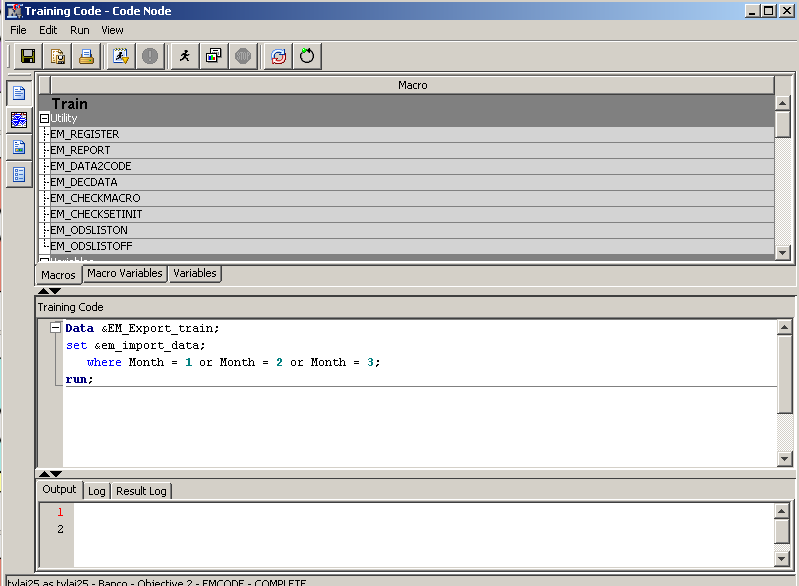 Training Code - Code Node
File Edit Run View
Macro
Train
Utility
EM_REGISTER
EM_REPORT
EM_DATA2CODE
EM_DECDATA
EM_CHECKMACRO
EM_CHECKSETINIT
EM_ODSLISTON
EM_ODSLISTOFF
Variables
Macros Macro Variables Variables
Training Code
Data &EM_Export_train;
set &em_import_data;
where Month = 1 or Month = 2 or Month = 3;
run;
Output Log Result Log
1
2
tylai25 as tylai25 - Banco - Objective 2 - EMCODE - COMPLETE